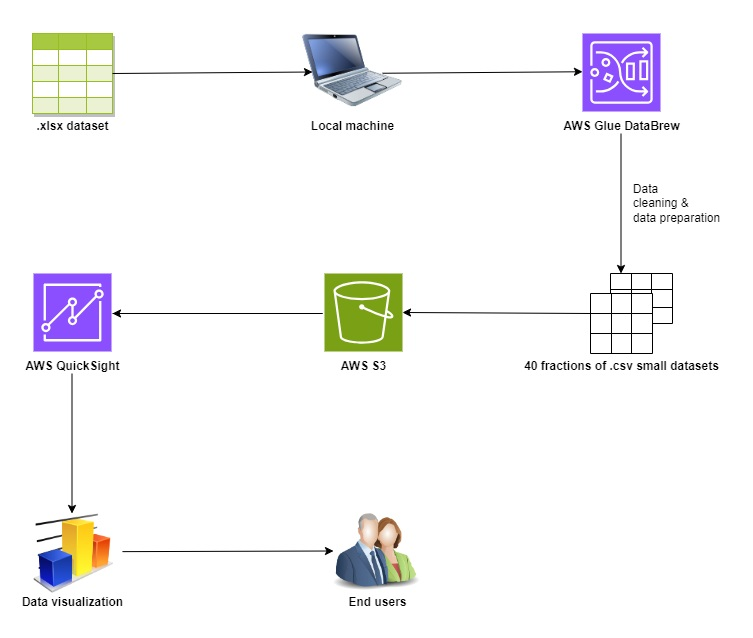 .xlsx dataset
Local machine
AWS Glue DataBrew
Data
cleaning &
data preparation
AWS QuickSight
AWS S3
40 fractions of .csv small datasets
Data visualization
End users